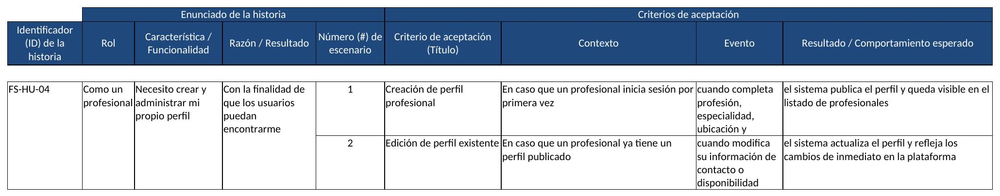 Enunciado de la historia
Criterios de aceptación
Identificador
(ID) de la
historia
Rol
Característica /
Funcionalidad
Razón / Resultado
Número (#) de
escenario
Criterio de aceptación
(Título)
Contexto
Evento
Resultado / Comportamiento esperado
FS-HU-04
Como un
profesional
Necesito crear y
administrar mi
propio perfil
Con la finalidad de
que los usuarios
puedan
encontrarme
1
Creación de perfil
profesional
En caso que un profesional inicia sesión por
primera vez
cuando completa
profesión,
especialidad,
ubicación y
el sistema publica el perfil y queda visible en el
listado de profesionales
2
Edición de perfil existente
En caso que un profesional ya tiene un
perfil publicado
cuando modifica
su información de
contacto o
disponibilidad
el sistema actualiza el perfil y refleja los
cambios de inmediato en la plataforma